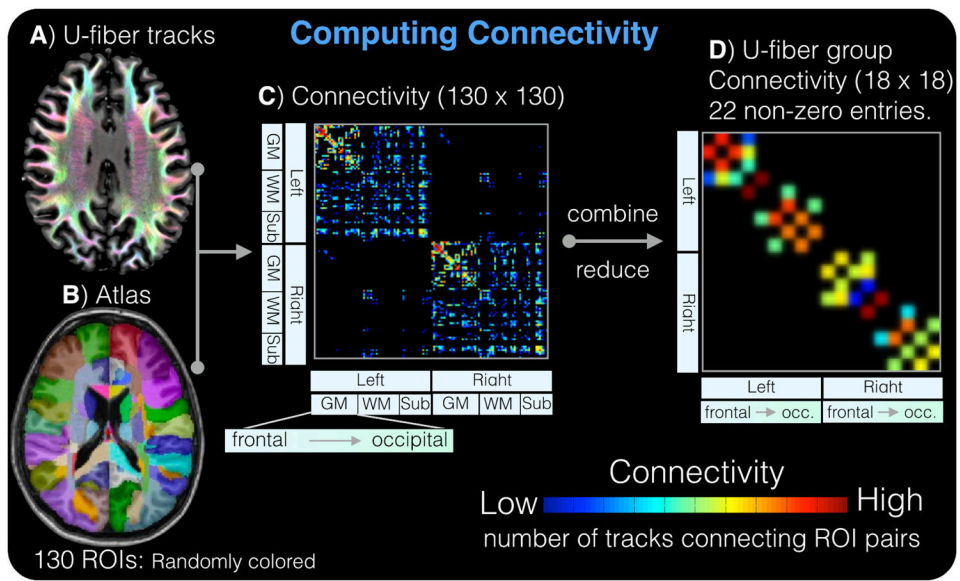 Computing Connectivity
A) U-fiber tracks
B) Atlas
130 ROIs: Randomly colored
C) Connectivity (130 x 130)
GM
WM
Sub
Left
GM
WM
Sub
Right
Left Right
GM WM Sub GM WM Sub
frontal → occipital
combine
reduce
D) U-fiber group
Connectivity (18 x 18)
22 non-zero entries.
Left
Right
Left Right
frontal → occ. frontal → occ.
Connectivity
Low High
number of tracks connecting ROI pairs